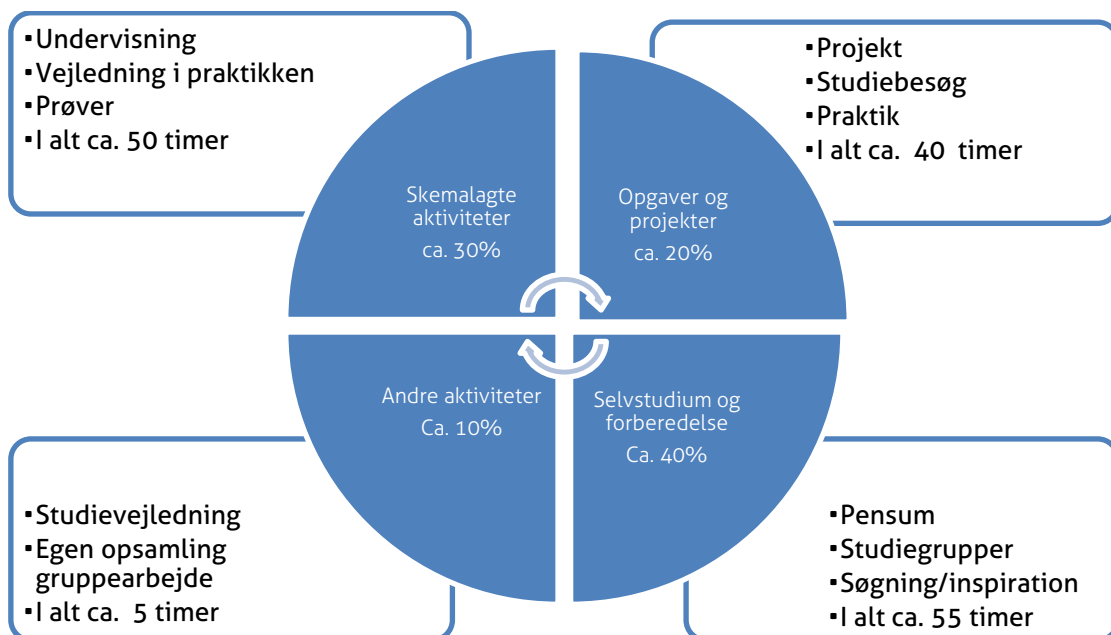 ▪Undervisning
▪Vejledning i praktikken
▪Prøver
▪I alt ca. 50 timer
▪Projekt
▪Studiebesøg
▪Praktik
▪I alt ca.  40  timer
Skemalagte
aktiviteter
ca. 30%
Opgaver og
projekter
ca. 20%
Andre aktiviteter
Ca. 10%
Selvstudium og
forberedelse
Ca. 40%
▪Studievejledning
▪Egen opsamling
gruppearbejde
▪I alt ca.  5 timer
▪Pensum
▪Studiegrupper
▪Søgning/inspiration
▪I alt ca. 55 timer